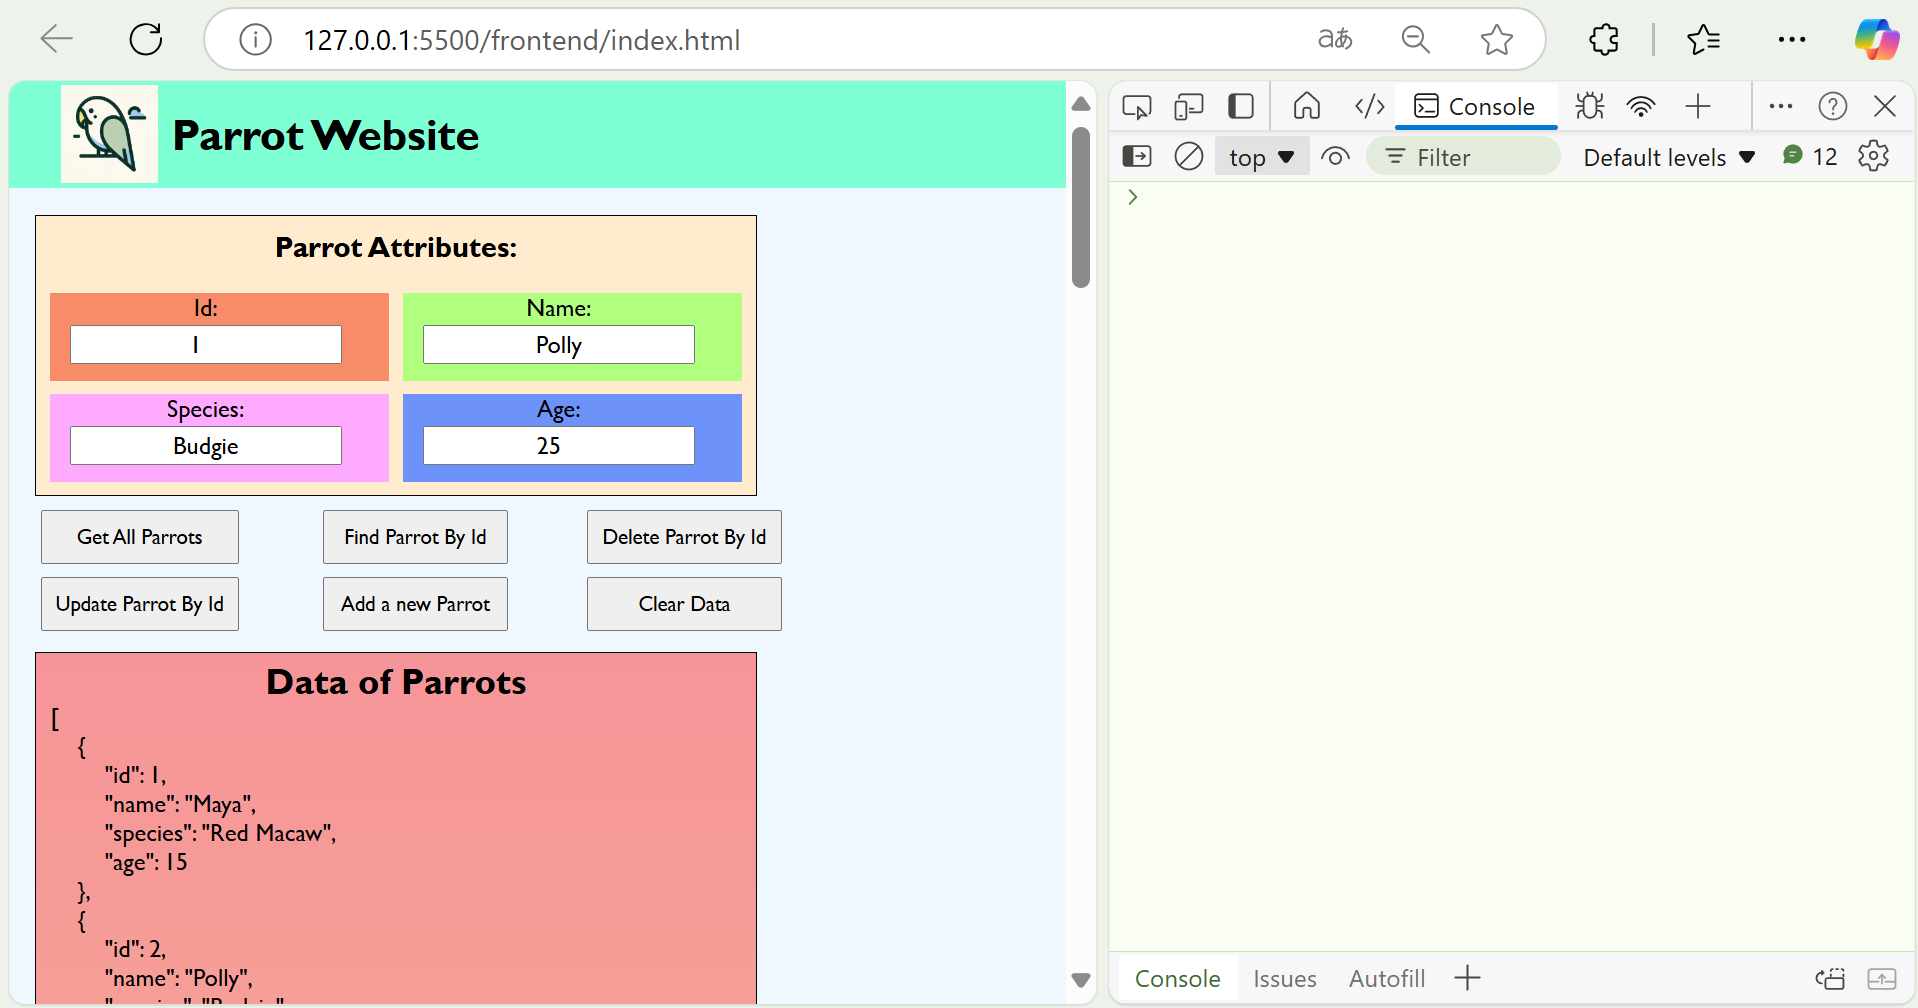 127.0.0.1:5500/frontend/index.html
aあ
Parrot Website
Parrot Attributes:
Id:
Name:
1
Polly
Species:
Age:
Budgie
25
Get All Parrots
Find Parrot By Id
Delete Parrot By Id
Update Parrot By Id
Add a new Parrot
Clear Data
Data of Parrots
[
{
"id": 1,
"name": "Maya",
"species": "Red Macaw",
"age": 15
},
{
"id": 2,
"name": "Polly",
Console
top
Filter
Default levels
12
>
Console
Issues
Autofill